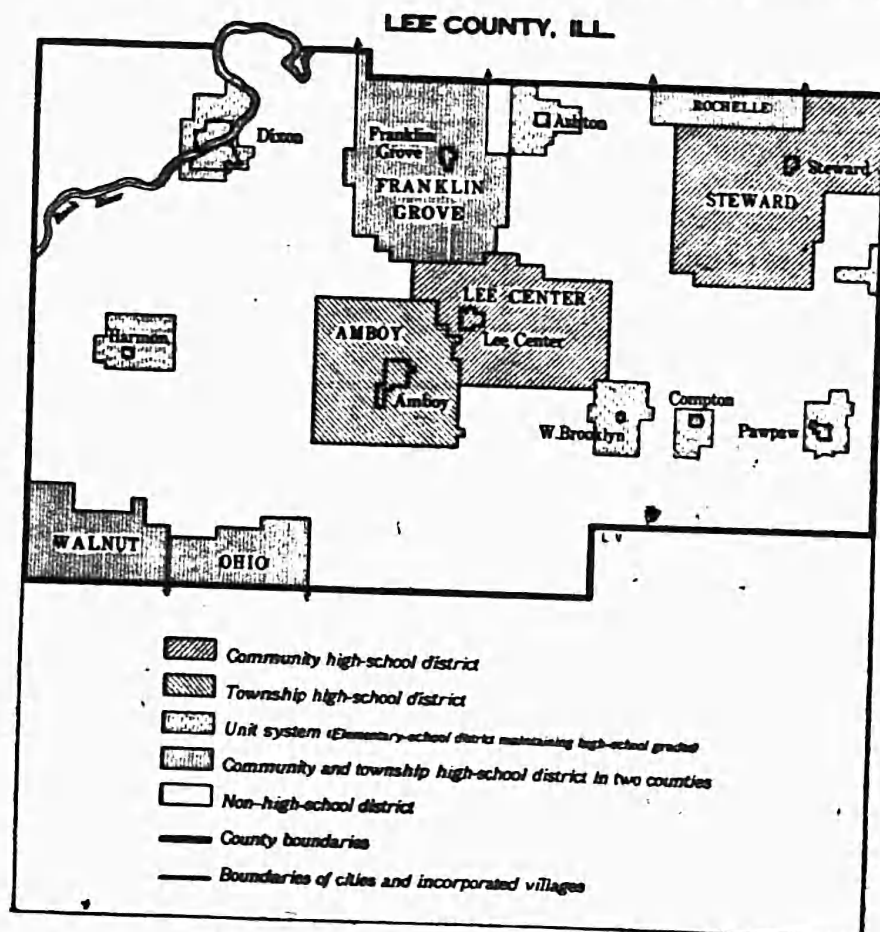 LEE COUNTY, ILL.
ROCHELLE
Dixon
Ashton
Franklin
Grove
Steward
FRANKLIN
GROVE
STEWARD
LEE CENTER
Harmon
AMBOY
Lee Center
Amboy
Compton
W. Brooklyn
Pawpaw
L V
WALNUT
OHIO
Community high-school district
Township high-school district
Unit system (Elementary-school district maintaining high-school grades)
Community and township high-school district in two counties
Non-high-school district
County boundaries
Boundaries of cities and incorporated villages